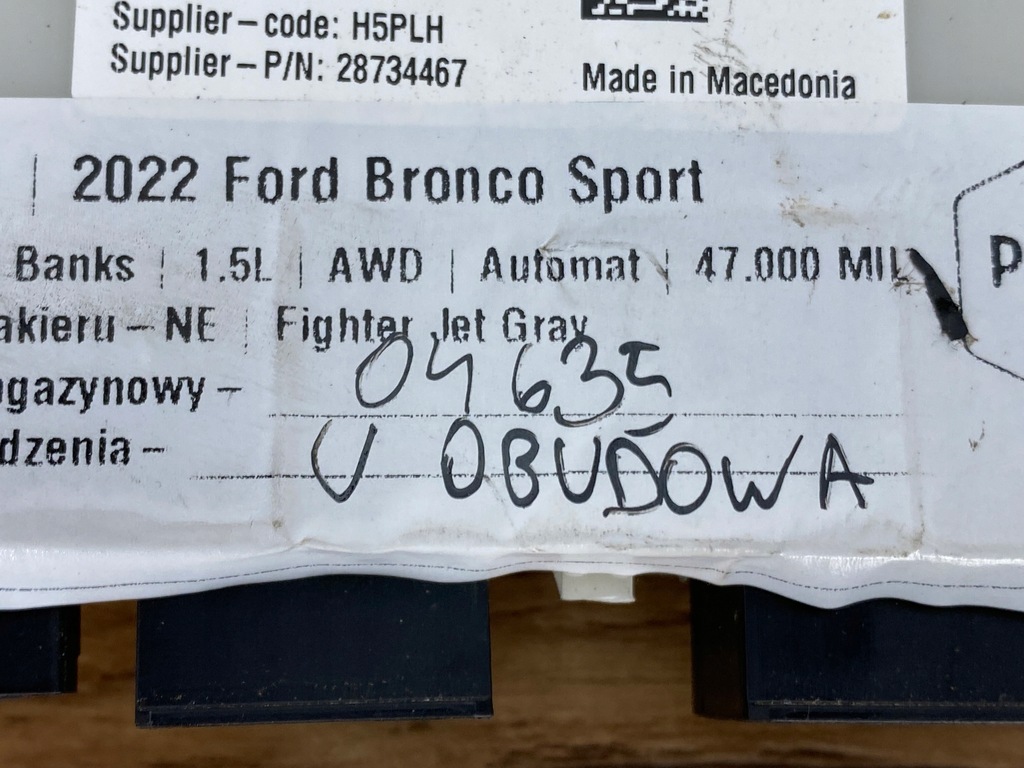 Supplier-code: H5PLH
Supplier-P/N: 28734467
Made in Macedonia
| 2022 Ford Bronco Sport
Banks | 1.5L | AWD | Automat | 47.000 MIL
akieru - NE | Fighter Jet Gray
agazynowy - 04635
dzenia - U OBUDOWA
P